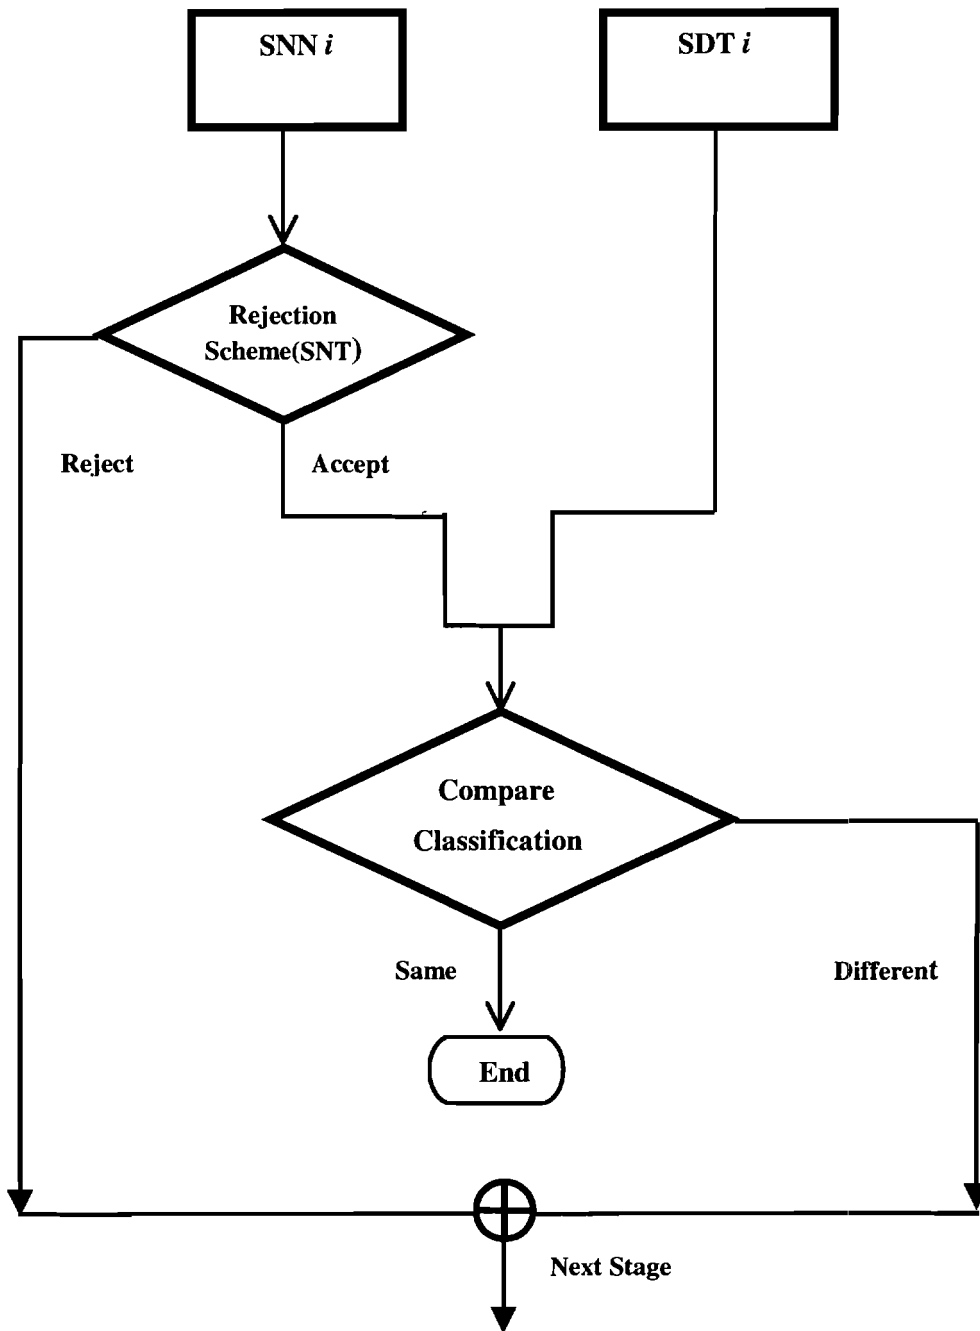 SNN i
SDT i
Rejection
Scheme(SNT)
Reject
Accept
Compare
Classification
Same
Different
End
Next Stage